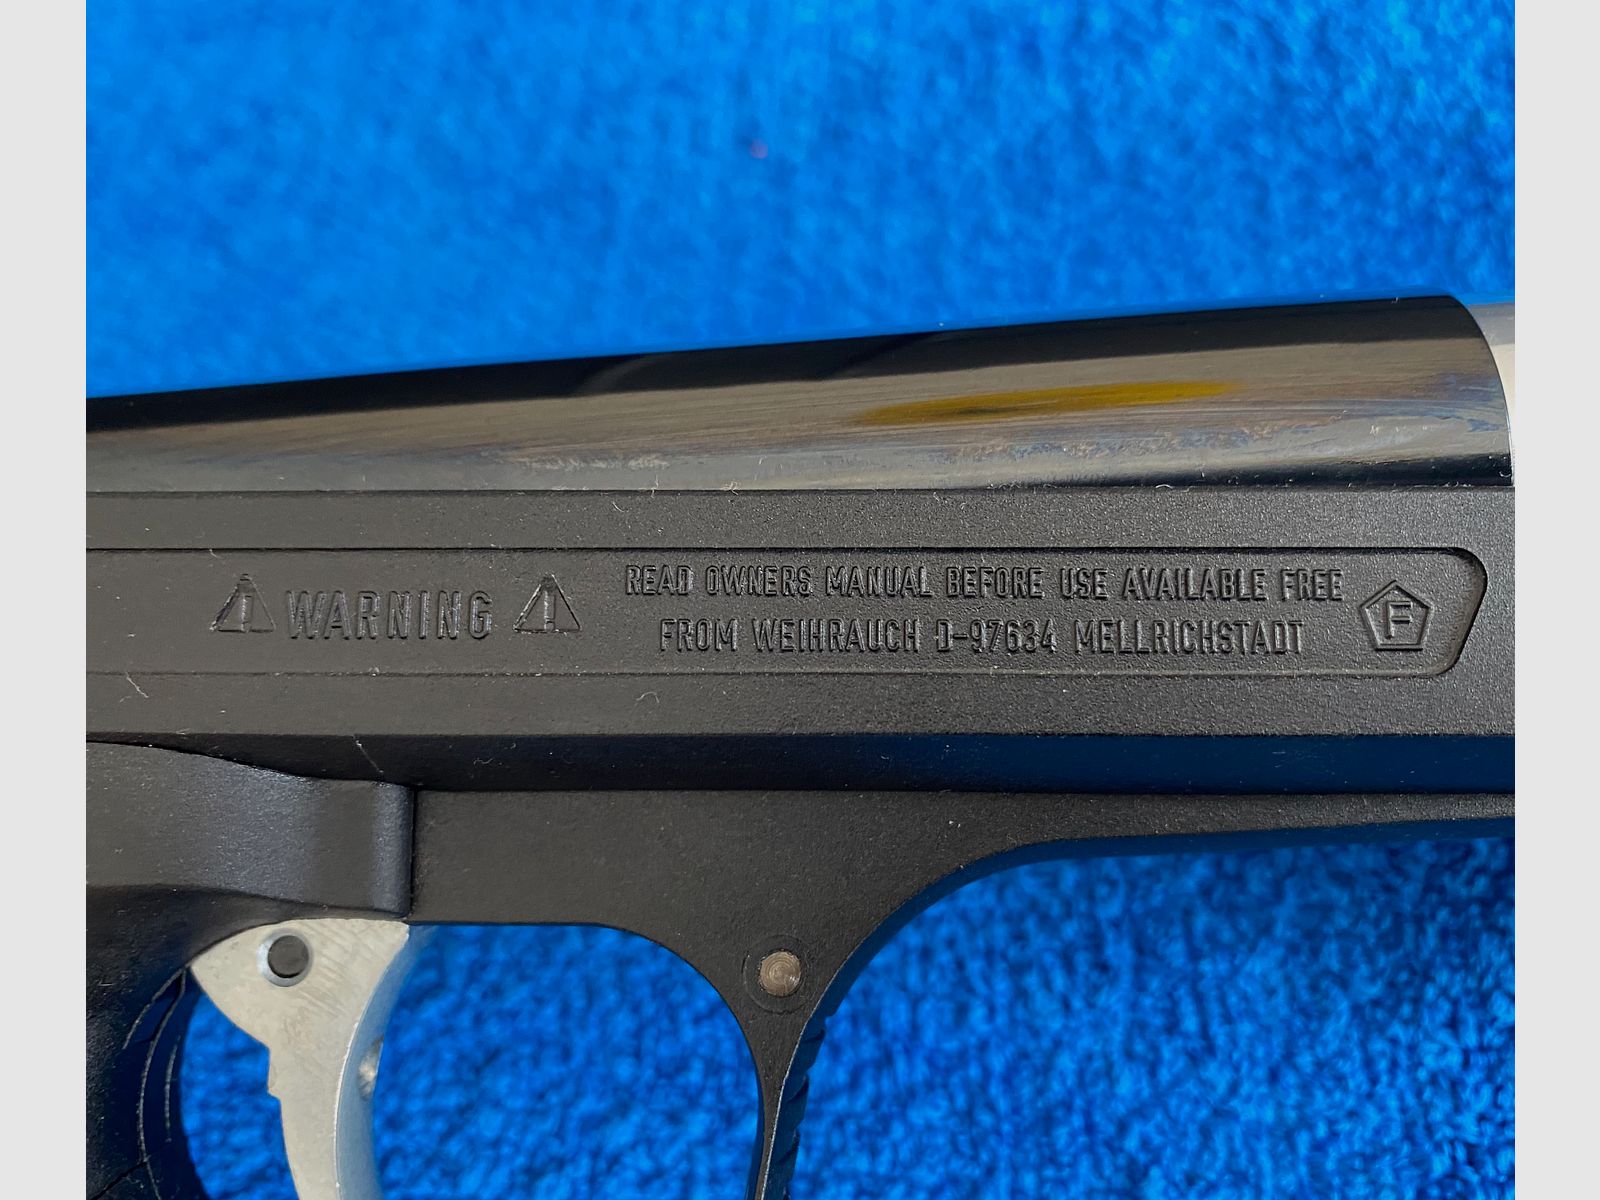 WARNING
READ OWNERS MANUAL BEFORE USE AVAILABLE FREE
FROM WEIHRAUCH D-97634 MELLRICHSTADT
F